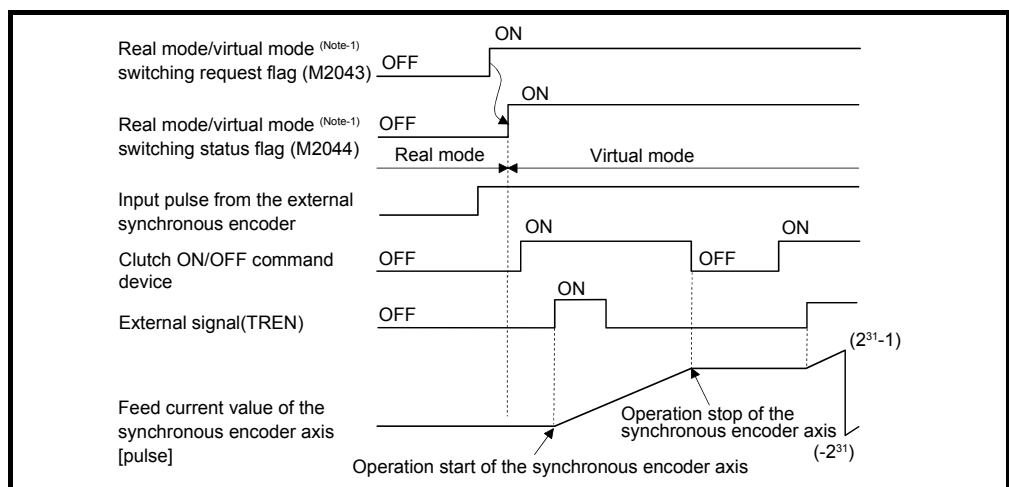 ON
Real mode/virtual mode (Note-1)
switching request flag (M2043)
OFF
ON
Real mode/virtual mode (Note-1)
switching status flag (M2044)
OFF
Real mode
Virtual mode
Input pulse from the external
synchronous encoder
ON
Clutch ON/OFF command
device
OFF
OFF
ON
External signal(TREN)
OFF
(2³¹-1)
Feed current value of the
synchronous encoder axis
[pulse]
Operation stop of the
synchronous encoder axis
(-2³¹)
Operation start of the synchronous encoder axis